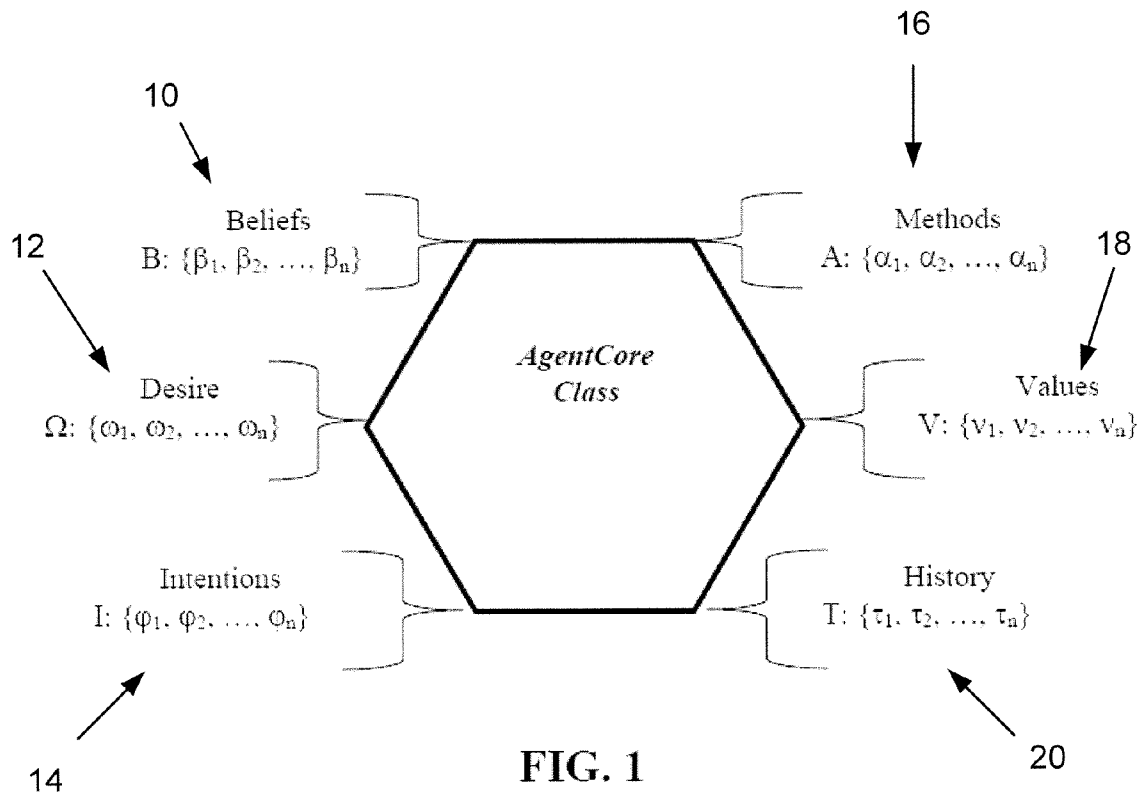 16
10
Beliefs
B: {β₁, β₂, …, βₙ}
Methods
A: {α₁, α₂, …, αₙ}
12
18
AgentCore
Class
Desire
Ω: {ω₁, ω₂, …, ωₙ}
Values
V: {ν₁, ν₂, …, νₙ}
Intentions
I: {φ₁, φ₂, …, φₙ}
History
T: {τ₁, τ₂, …, τₙ}
14
FIG. 1
20